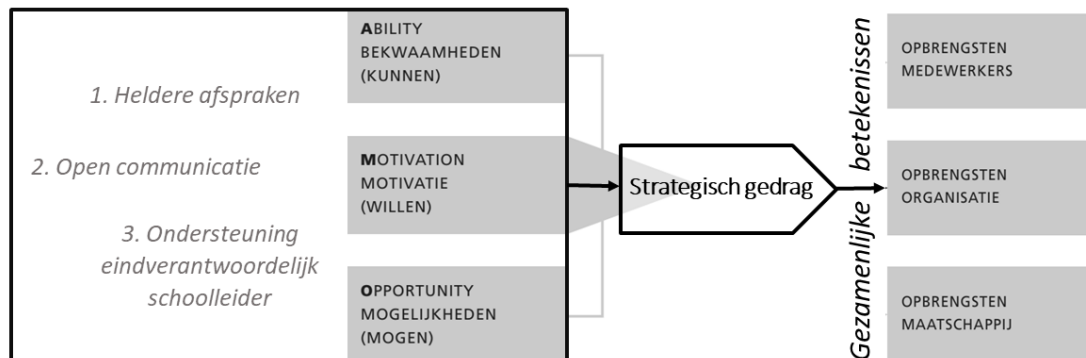 1. Heldere afspraken
2. Open communicatie
3. Ondersteuning
eindverantwoordelijk
schoolleider
ABILITY
BEKWAAMHEDEN
(KUNNEN)
MOTIVATION
MOTIVATIE
(WILLEN)
OPPORTUNITY
MOGELIJKHEDEN
(MOGEN)
Strategisch gedrag
Gezamenlijke betekenissen
OPBRENGSTEN
MEDEWERKERS
OPBRENGSTEN
ORGANISATIE
OPBRENGSTEN
MAATSCHAPPIJ